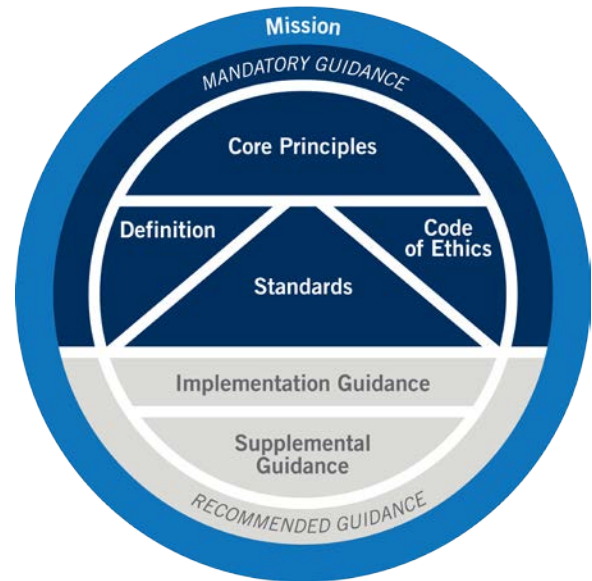 Mission
MANDATORY GUIDANCE
Core Principles
Definition
Code
of Ethics
Standards
Implementation Guidance
Supplemental
Guidance
RECOMMENDED GUIDANCE